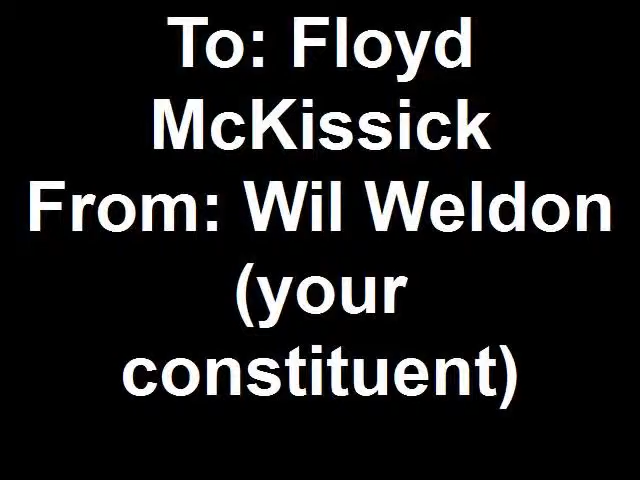 To: Floyd
McKissick
From: Wil Weldon
(your
constituent)